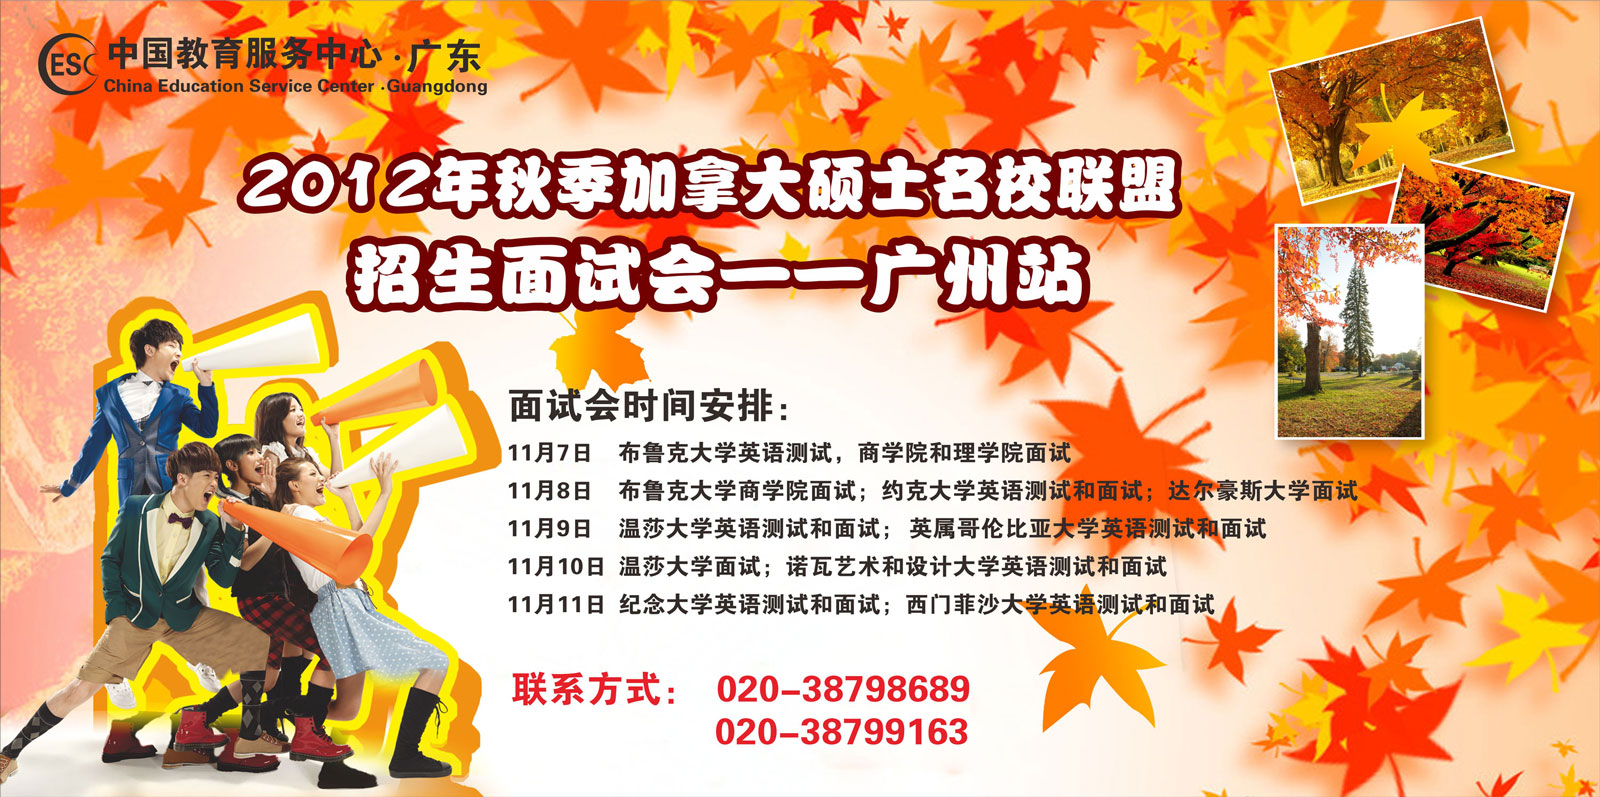 ESC 中国教育服务中心·广东
China Education Service Center ·Guangdong
2012年秋季加拿大硕士名校联盟
招生面试会——广州站
面试会时间安排：
11月7日 布鲁克大学英语测试，商学院和理学院面试
11月8日 布鲁克大学商学院面试；约克大学英语测试和面试；达尔豪斯大学面试
11月9日 温莎大学英语测试和面试；英属哥伦比亚大学英语测试和面试
11月10日 温莎大学面试；诺瓦艺术和设计大学英语测试和面试
11月11日 纪念大学英语测试和面试；西门菲沙大学英语测试和面试
联系方式： 020-38798689
020-38799163